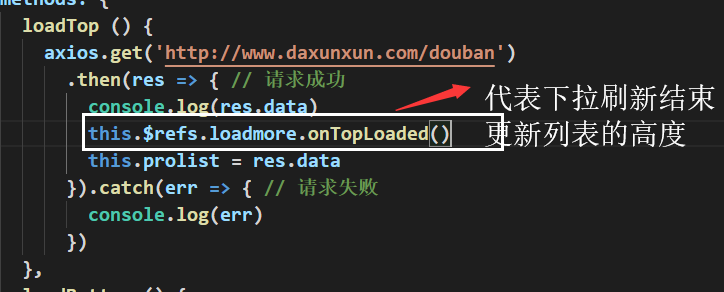 methods: {
loadTop () {
axios.get('http://www.daxunxun.com/douban')
.then(res => { // 请求成功
console.log(res.data)
代表下拉刷新结束
this.$refs.loadmore.onTopLoaded()
更新列表的高度
this.prolist = res.data
}).catch(err => { // 请求失败
console.log(err)
})
},
loadBottom () {